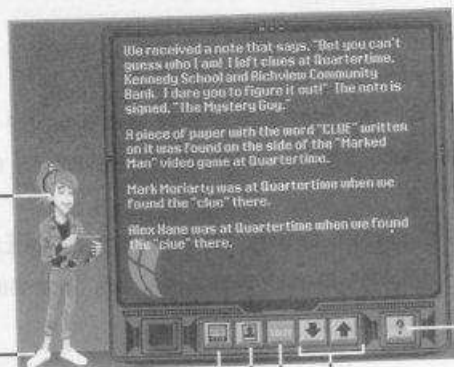 We received a note that says, "Bet you can't
guess who I am! I left clues at Quartertime,
Kennedy School and Richview Community
Bank. I dare you to figure it out!" The note is
signed, "The Mystery Guy."
A piece of paper with the word "CLUE" written
on it was found on the side of the "Marked
Man" video game at Quartertime.
Mark Moriarty was at Quartertime when we
found the "clue" there.
Alex Kane was at Quartertime when we found
the "clue" there.
?